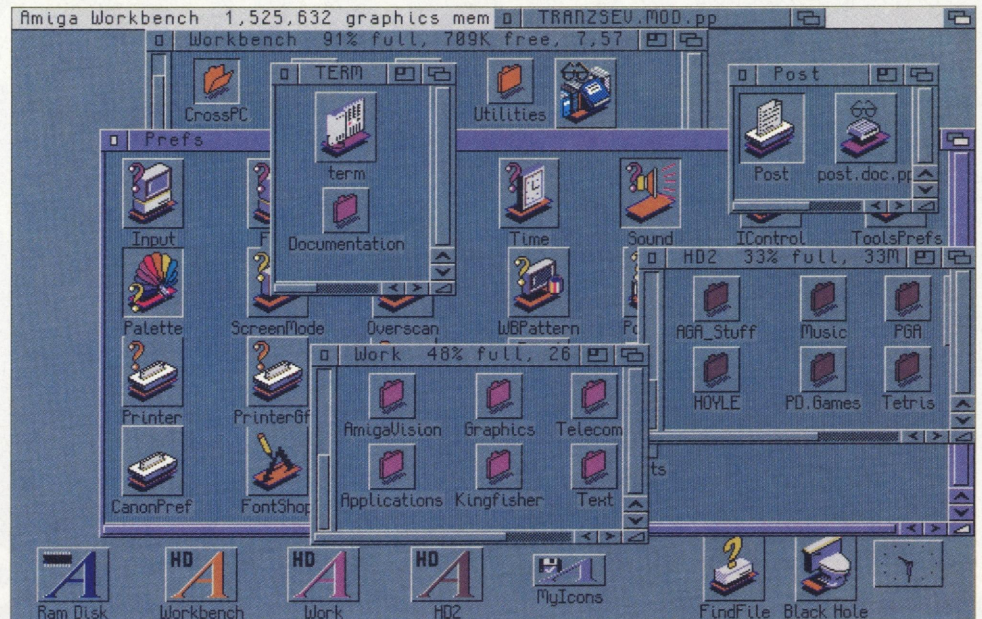 Amiga Workbench 1,525,632 graphics mem
TRANZSEV.MOD.pp
Workbench 91% full, 709K free, 7,57
CrossPC
Utilities
TERM
term
Documentation
Post
Post
post.doc.pp
Prefs
Input
F
Time
Sound
IControl
ToolsPrefs
Palette
ScreenMode
Overscan
WBPattern
Po
Printer
PrinterGf
CanonPref
FontShop
HD2 33% full, 33M
AGA_Stuff
Music
PGA
HOYLE
PD.Games
Tetris
Work 48% full, 26
AmigaVision
Graphics
Telecom
Applications
Kingfisher
Text
ts
HD
HD
HD
Ram Disk
Workbench
Work
HD2
MyIcons
FindFile
Black Hole